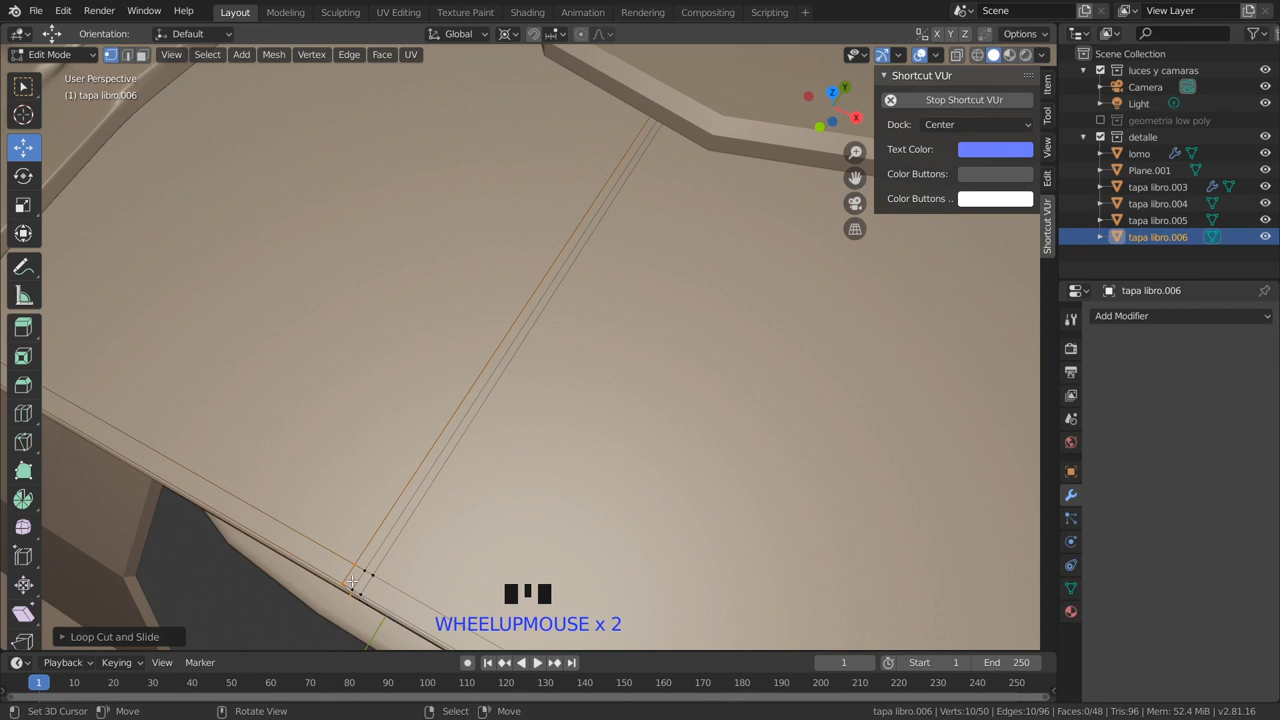 File Edit Render Window Help Layout Modeling Sculpting UV Editing Texture Paint Shading Animation Rendering Compositing Scripting + Scene View Layer
Orientation: Default Global X Y Z Options
Edit Mode View Select Add Mesh Vertex Edge Face UV
User Perspective
(1) tapa libro.006
Z Y X
Shortcut VUr
Stop Shortcut VUr
Dock: Center
Text Color:
Color Buttons:
Color Buttons ..
Item
Tool
View
Edit
Shortcut VUr
Scene Collection
luces y camaras
Camera
Light
geometria low poly
detalle
lomo
Plane.001
tapa libro.003
tapa libro.004
tapa libro.005
tapa libro.006
tapa libro.006
Add Modifier
WHEELUPMOUSE x 2
Loop Cut and Slide
Playback Keying View Marker 1 Start 1 End 250
1 10 20 30 40 50 60 70 80 90 100 110 120 130 140 150 160 170 180 190 200 210 220 230 240 250
Set 3D Cursor Move Rotate View Select Move tapa libro.006 | Verts:10/50 | Edges:10/96 | Faces:0/48 | Tris:96 | Mem: 52.4 MiB | v2.81.16